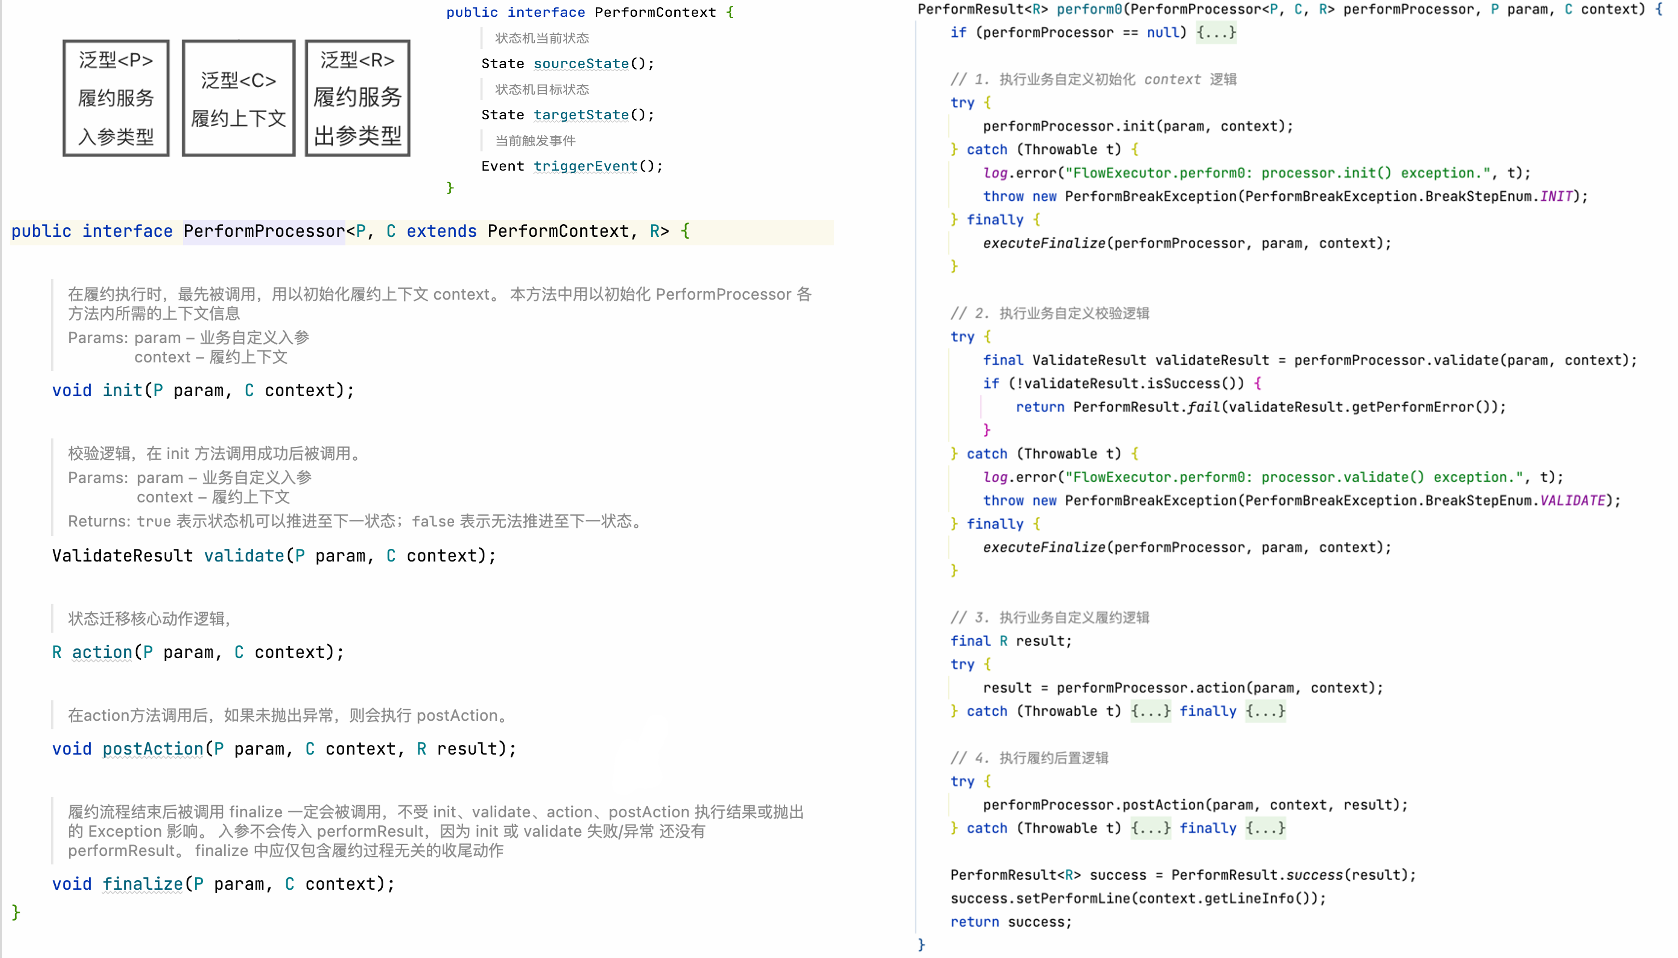 泛型<P>
履约服务
入参类型
泛型<C>
履约上下文
泛型<R>
履约服务
出参类型
public interface PerformContext {
状态机当前状态
State sourceState();
状态机目标状态
State targetState();
当前触发事件
Event triggerEvent();
}
public interface PerformProcessor<P, C extends PerformContext, R> {
在履约执行时，最先被调用，用以初始化履约上下文 context。 本方法中用以初始化 PerformProcessor 各
方法内所需的上下文信息
Params: param – 业务自定义入参
context – 履约上下文
void init(P param, C context);
校验逻辑，在 init 方法调用成功后被调用。
Params: param – 业务自定义入参
context – 履约上下文
Returns: true 表示状态机可以推进至下一状态；false 表示无法推进至下一状态。
ValidateResult validate(P param, C context);
状态迁移核心动作逻辑，
R action(P param, C context);
在action方法调用后，如果未抛出异常，则会执行 postAction。
void postAction(P param, C context, R result);
履约流程结束后被调用 finalize 一定会被调用，不受 init、validate、action、postAction 执行结果或抛出
的 Exception 影响。 入参不会传入 performResult，因为 init 或 validate 失败/异常 还没有
performResult。 finalize 中应仅包含履约过程无关的收尾动作
void finalize(P param, C context);
}
PerformResult<R> perform0(PerformProcessor<P, C, R> performProcessor, P param, C context) {
if (performProcessor == null) {...}
// 1. 执行业务自定义初始化 context 逻辑
try {
performProcessor.init(param, context);
} catch (Throwable t) {
log.error("FlowExecutor.perform0: processor.init() exception.", t);
throw new PerformBreakException(PerformBreakException.BreakStepEnum.INIT);
} finally {
executeFinalize(performProcessor, param, context);
}
// 2. 执行业务自定义校验逻辑
try {
final ValidateResult validateResult = performProcessor.validate(param, context);
if (!validateResult.isSuccess()) {
return PerformResult.fail(validateResult.getPerformError());
}
} catch (Throwable t) {
log.error("FlowExecutor.perform0: processor.validate() exception.", t);
throw new PerformBreakException(PerformBreakException.BreakStepEnum.VALIDATE);
} finally {
executeFinalize(performProcessor, param, context);
}
// 3. 执行业务自定义履约逻辑
final R result;
try {
result = performProcessor.action(param, context);
} catch (Throwable t) {...} finally {...}
// 4. 执行履约后置逻辑
try {
performProcessor.postAction(param, context, result);
} catch (Throwable t) {...} finally {...}
PerformResult<R> success = PerformResult.success(result);
success.setPerformLine(context.getLineInfo());
return success;
}